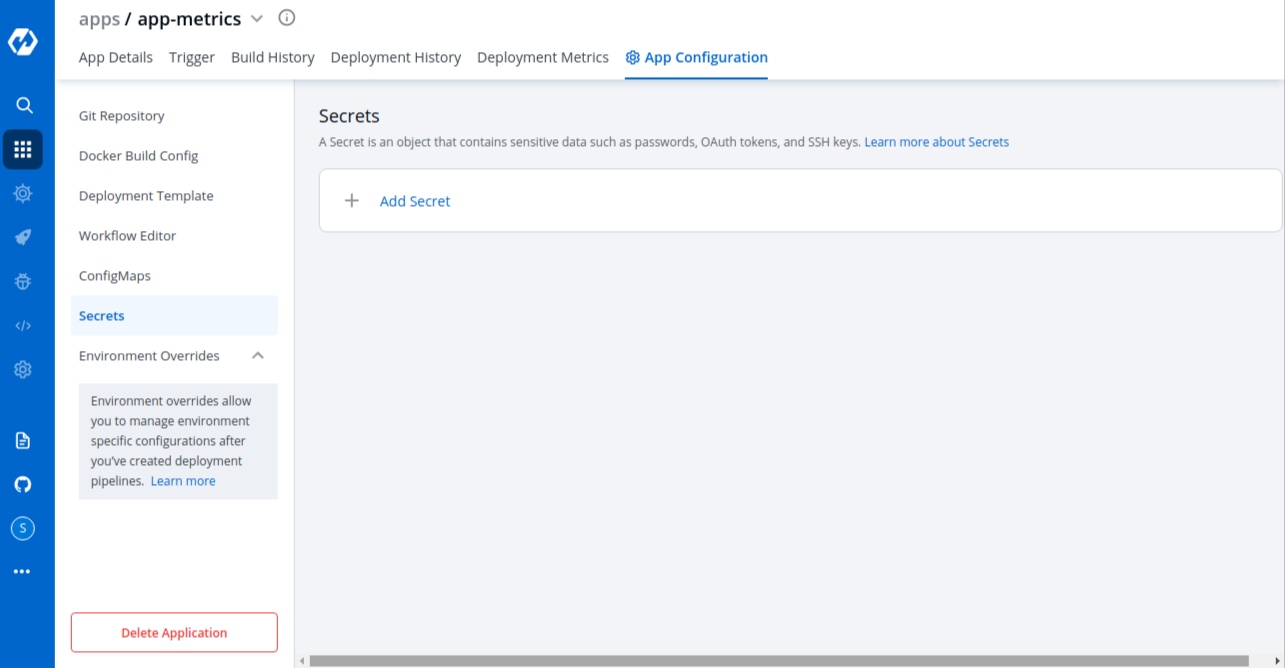 apps / app-metrics
App Details Trigger Build History Deployment History Deployment Metrics App Configuration
Git Repository
Docker Build Config
Deployment Template
Workflow Editor
ConfigMaps
Secrets
Environment Overrides
Environment overrides allow
you to manage environment
specific configurations after
you've created deployment
pipelines. Learn more
Delete Application
Secrets
A Secret is an object that contains sensitive data such as passwords, OAuth tokens, and SSH keys. Learn more about Secrets
+ Add Secret
S